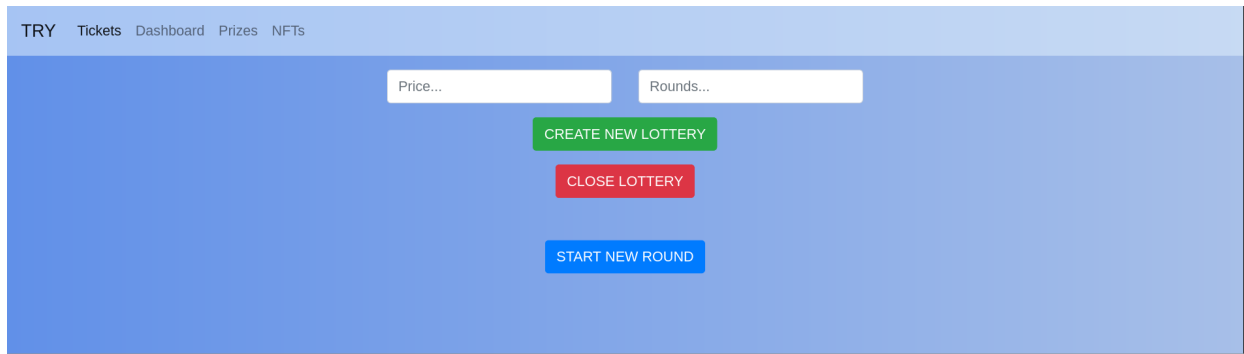 TRY Tickets Dashboard Prizes NFTs
Price... Rounds...
CREATE NEW LOTTERY
CLOSE LOTTERY
START NEW ROUND